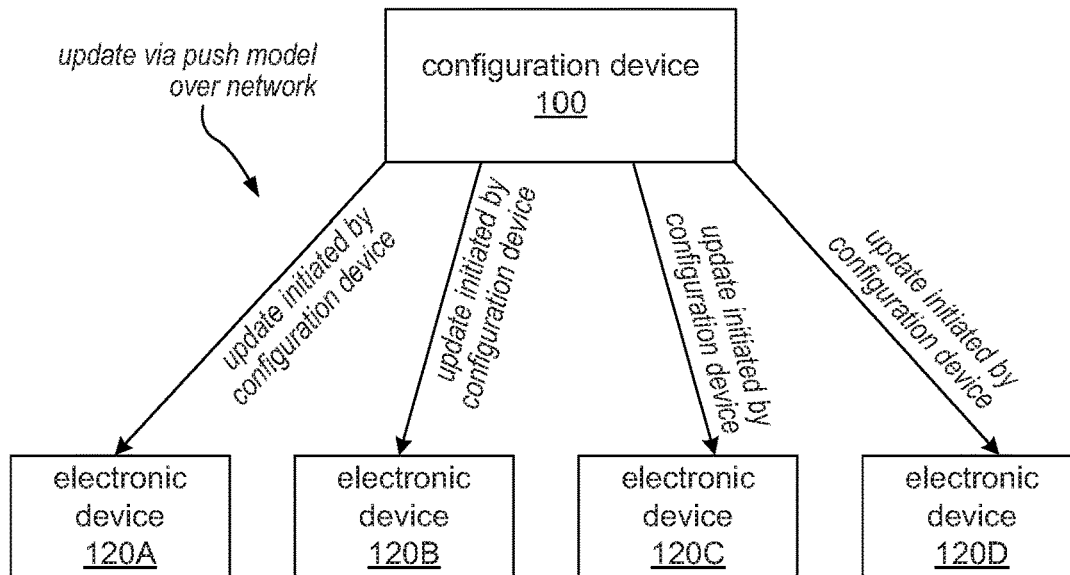 update via push model
over network
configuration device
100
update initiated by
configuration device
update initiated by
configuration device
update initiated by
configuration device
update initiated by
configuration device
electronic
device
120A
electronic
device
120B
electronic
device
120C
electronic
device
120D